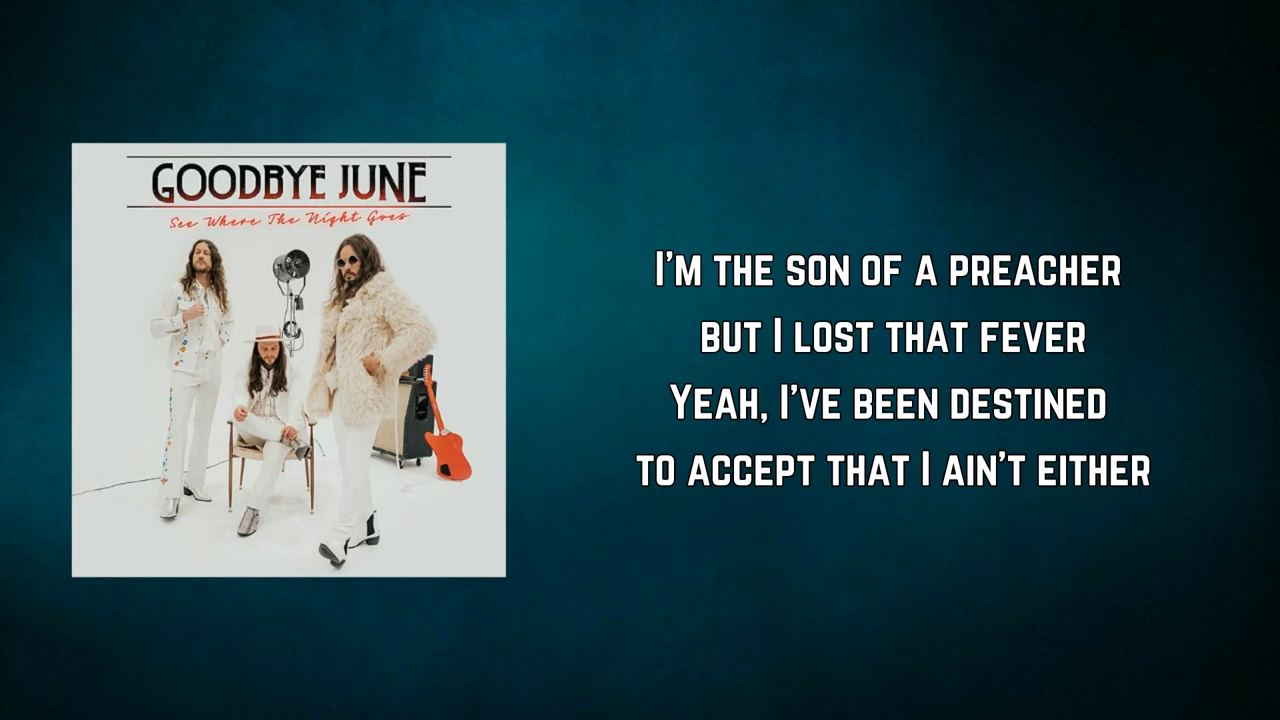 GOODBYE JUNE
See Where The Night Goes
I'M THE SON OF A PREACHER
BUT I LOST THAT FEVER
YEAH, I'VE BEEN DESTINED
TO ACCEPT THAT I AIN'T EITHER